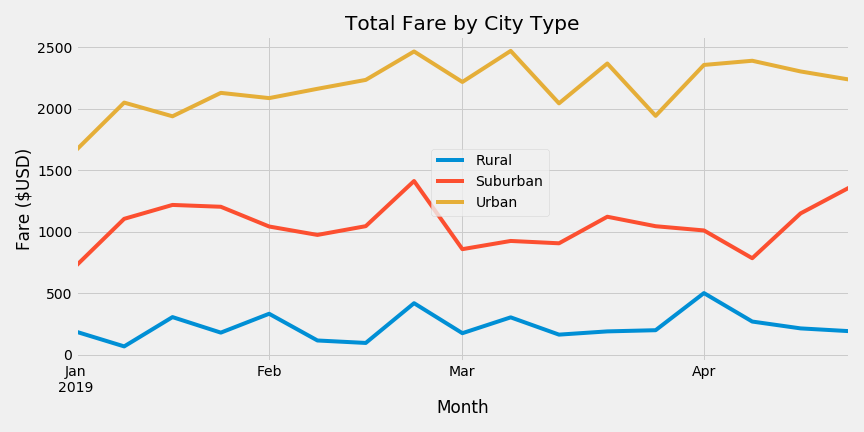 Total Fare by City Type
Fare ($USD)
2500
2000
1500
1000
500
0
Rural
Suburban
Urban
Jan
2019
Feb
Mar
Apr
Month